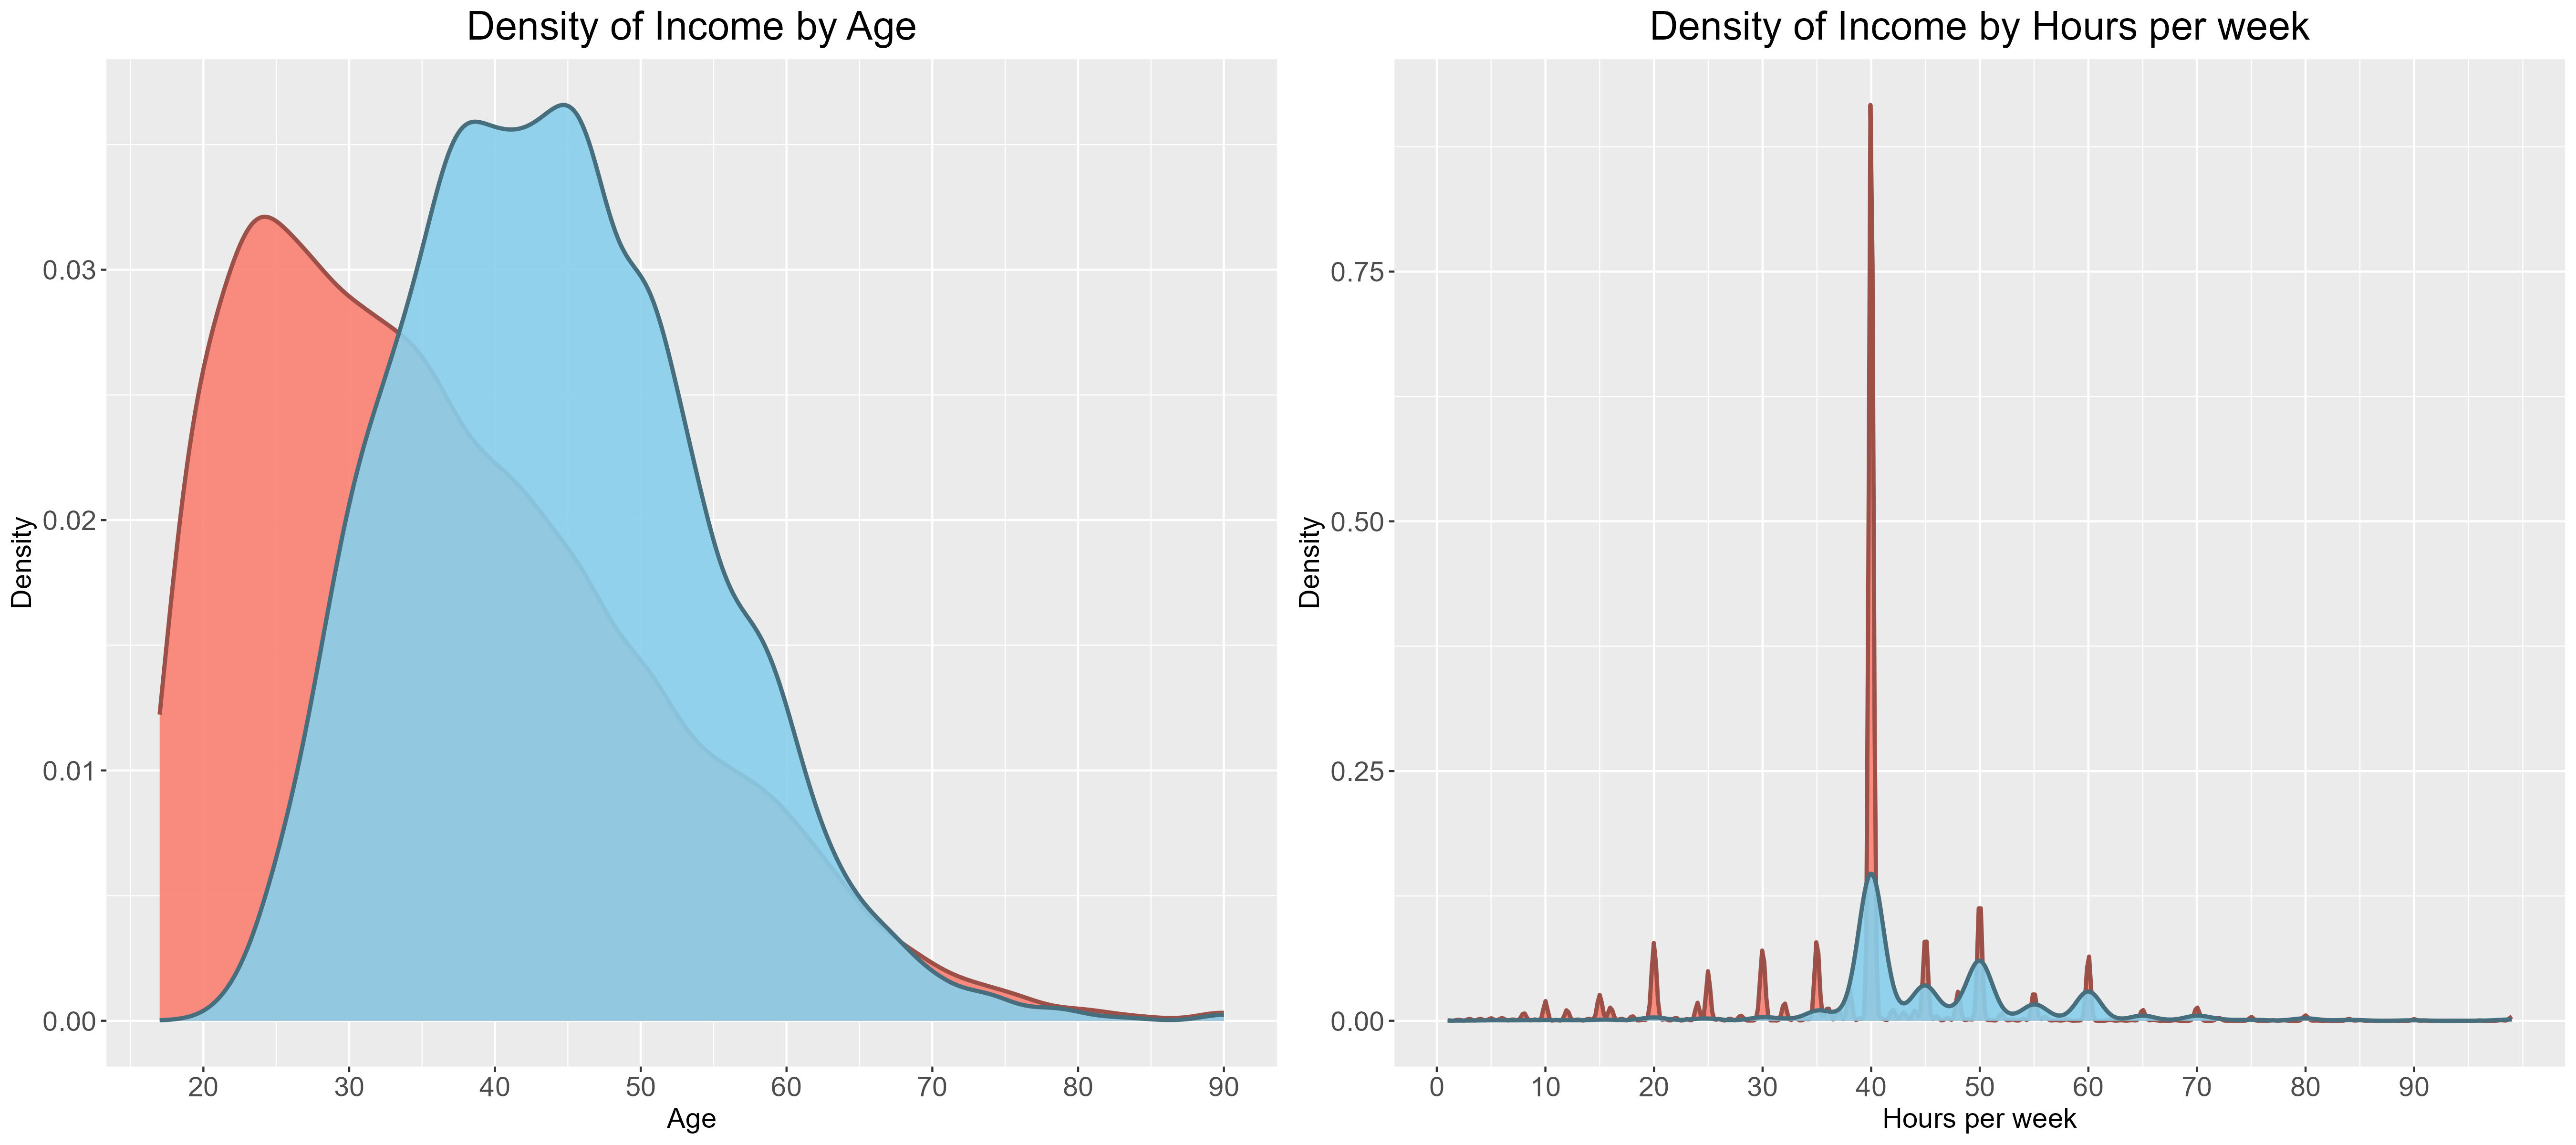 Density of Income by Age
Density
0.03
0.02
0.01
0.00
20 30 40 50 60 70 80 90
Age
Density of Income by Hours per week
Density
0.75
0.50
0.25
0.00
0 10 20 30 40 50 60 70 80 90
Hours per week